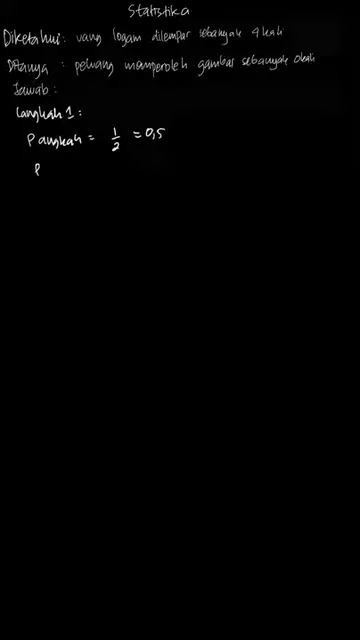 Statistika
Diketahui: uang logam dilempar sebanyak 4 kali
Ditanya : peluang memperoleh gambar sebanyak 0 kali
Jawab :
Langkah 1 :
P angkah = 1/2 = 0,5
P